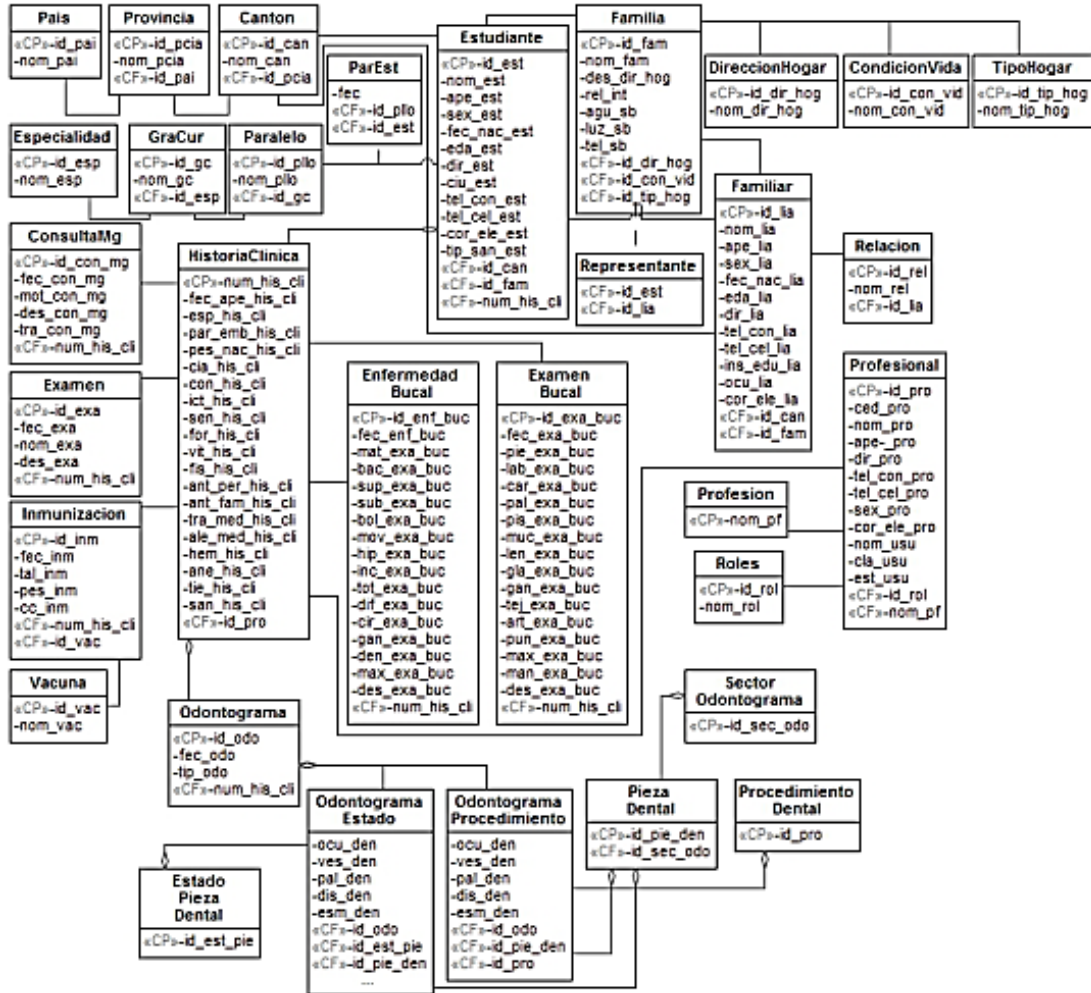 Pais
«CP»-id_pai
-nom_pai
Provincia
«CP»-id_pcia
-nom_pcia
«CF»-id_pai
Canton
«CP»-id_can
-nom_can
«CF»-id_pcia
ParEst
-fec
«CF»-id_pllo
«CF»-id_est
Estudiante
«CP»-id_est
-nom_est
-ape_est
-sex_est
-fec_nac_est
-eda_est
-dir_est
-ciu_est
-tel_con_est
-tel_cel_est
-cor_ele_est
-tip_san_est
«CF»-id_can
«CF»-id_fam
«CF»-num_his_cli
Familia
«CP»-id_fam
-nom_fam
-des_dir_hog
-rel_int
-agu_sb
-luz_sb
-tel_sb
«CF»-id_dir_hog
«CF»-id_con_vid
«CF»-id_tip_hog
DireccionHogar
«CP»-id_dir_hog
-nom_dir_hog
CondicionVida
«CP»-id_con_vid
-nom_con_vid
TipoHogar
«CP»-id_tip_hog
-nom_tip_hog
Especialidad
«CP»-id_esp
-nom_esp
GraCur
«CP»-id_gc
-nom_gc
«CF»-id_esp
Paralelo
«CP»-id_pllo
-nom_pllo
«CF»-id_gc
Familiar
«CP»-id_lia
-nom_lia
-ape_lia
-sex_lia
-fec_nac_lia
-eda_lia
-dir_lia
-tel_con_lia
-tel_cel_lia
-ins_edu_lia
-ocu_lia
-cor_ele_lia
«CF»-id_can
«CF»-id_fam
Relacion
«CP»-id_rel
-nom_rel
«CF»-id_lia
Representante
«CF»-id_est
«CF»-id_lia
ConsultaMg
«CP»-id_con_mg
-fec_con_mg
-mot_con_mg
-des_con_mg
-tra_con_mg
«CF»-num_his_cli
HistoriaClinica
«CP»-num_his_cli
-fec_ape_his_cli
-esp_his_cli
-par_emb_his_cli
-pes_nac_his_cli
-cia_his_cli
-con_his_cli
-ict_his_cli
-sen_his_cli
-for_his_cli
-vit_his_cli
-fis_his_cli
-ant_per_his_cli
-ant_fam_his_cli
-tra_med_his_cli
-ale_med_his_cli
-hem_his_cli
-ane_his_cli
-tie_his_cli
-san_his_cli
«CF»-id_pro
Examen
«CP»-id_exa
-fec_exa
-nom_exa
-des_exa
«CF»-num_his_cli
Inmunizacion
«CP»-id_inm
-fec_inm
-tal_inm
-pes_inm
-cc_inm
«CF»-num_his_cli
«CF»-id_vac
Vacuna
«CP»-id_vac
-nom_vac
Enfermedad
Bucal
«CP»-id_enf_buc
-fec_enf_buc
-mat_exa_buc
-bac_exa_buc
-sup_exa_buc
-sub_exa_buc
-bol_exa_buc
-mov_exa_buc
-hip_exa_buc
-inc_exa_buc
-tot_exa_buc
-dif_exa_buc
-cir_exa_buc
-gan_exa_buc
-den_exa_buc
-max_exa_buc
-des_exa_buc
«CF»-num_his_cli
Examen
Bucal
«CP»-id_exa_buc
-fec_exa_buc
-pie_exa_buc
-lab_exa_buc
-car_exa_buc
-pal_exa_buc
-pis_exa_buc
-muc_exa_buc
-len_exa_buc
-gla_exa_buc
-gan_exa_buc
-tej_exa_buc
-art_exa_buc
-pun_exa_buc
-max_exa_buc
-man_exa_buc
-des_exa_buc
«CF»-num_his_cli
Profesional
«CP»-id_pro
-ced_pro
-nom_pro
-ape-_pro
-dir_pro
-tel_con_pro
-tel_cel_pro
-sex_pro
-cor_ele_pro
-nom_usu
-cla_usu
-est_usu
«CF»-id_rol
«CF»-nom_pf
Profesion
«CP»-nom_pf
Roles
«CP»-id_rol
-nom_rol
Odontograma
«CP»-id_odo
-fec_odo
-tip_odo
«CF»-num_his_cli
Sector
Odontograma
«CP»-id_sec_odo
Odontograma
Estado
-ocu_den
-ves_den
-pal_den
-dis_den
-esm_den
«CF»-id_odo
«CF»-id_est_pie
«CF»-id_pie_den
...
Odontograma
Procedimiento
-ocu_den
-ves_den
-pal_den
-dis_den
-esm_den
«CF»-id_odo
«CF»-id_pie_den
«CF»-id_pro
Pieza
Dental
«CP»-id_pie_den
«CF»-id_sec_odo
Procedimiento
Dental
«CP»-id_pro
Estado
Pieza
Dental
«CP»-id_est_pie